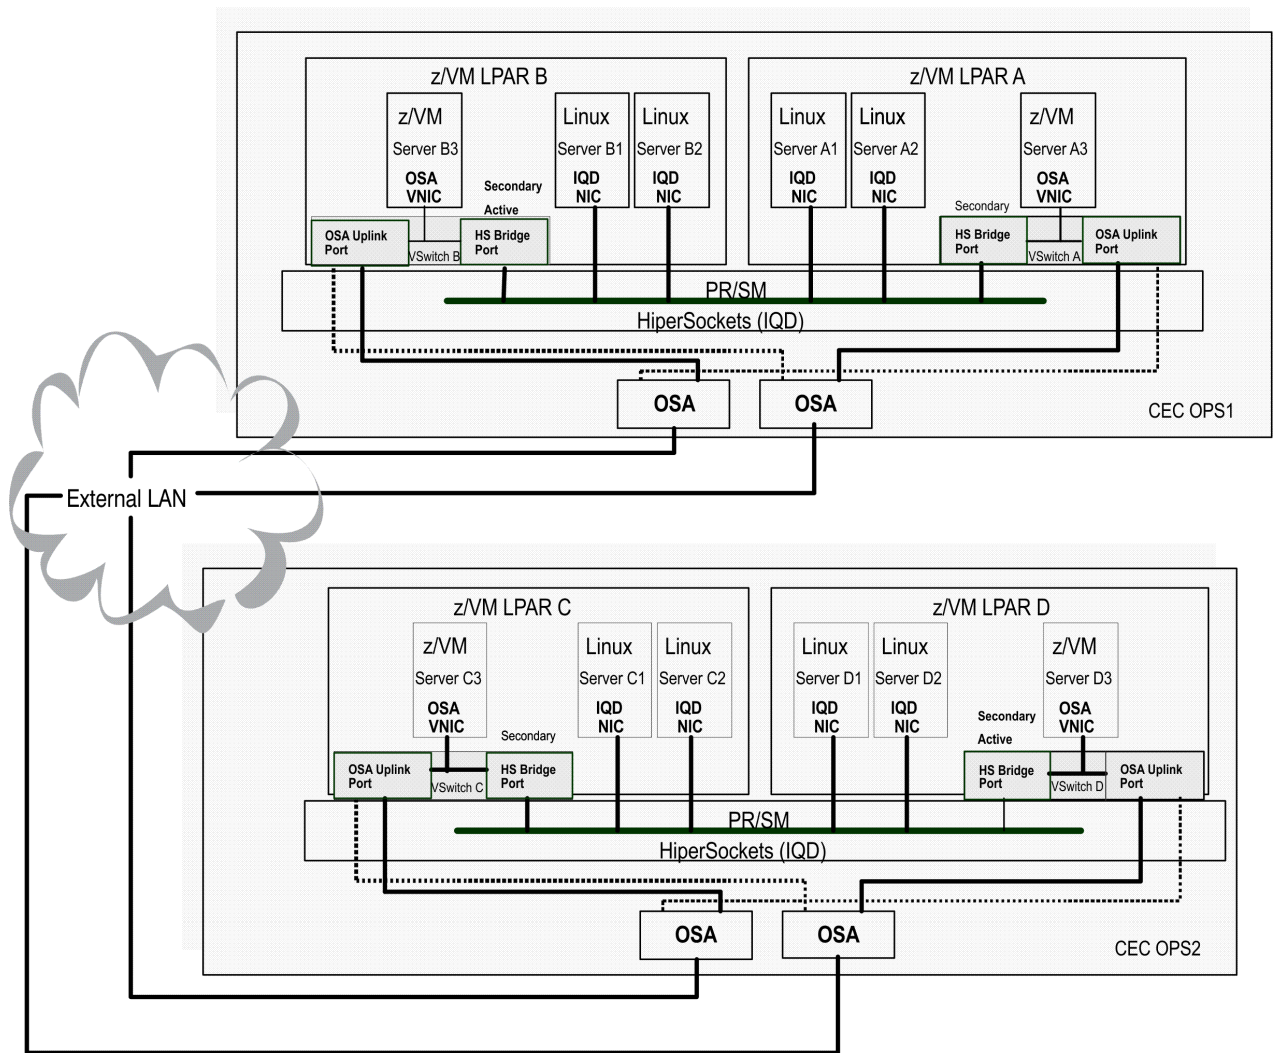 z/VM LPAR B
z/VM
Server B3
OSA
VNIC
Linux
Server B1
IQD
NIC
Linux
Server B2
IQD
NIC
Secondary
Active
OSA Uplink
Port
VSwitch B
HS Bridge
Port
z/VM LPAR A
Linux
Server A1
IQD
NIC
Linux
Server A2
IQD
NIC
z/VM
Server A3
OSA
VNIC
Secondary
HS Bridge
Port
VSwitch A
OSA Uplink
Port
PR/SM
HiperSockets (IQD)
OSA
OSA
CEC OPS1
External LAN
z/VM LPAR C
z/VM
Server C3
OSA
VNIC
Linux
Server C1
IQD
NIC
Linux
Server C2
IQD
NIC
Secondary
OSA Uplink
Port
VSwitch C
HS Bridge
Port
z/VM LPAR D
Linux
Server D1
IQD
NIC
Linux
Server D2
IQD
NIC
z/VM
Server D3
OSA
VNIC
Secondary
Active
HS Bridge
Port
VSwitch D
OSA Uplink
Port
PR/SM
HiperSockets (IQD)
OSA
OSA
CEC OPS2